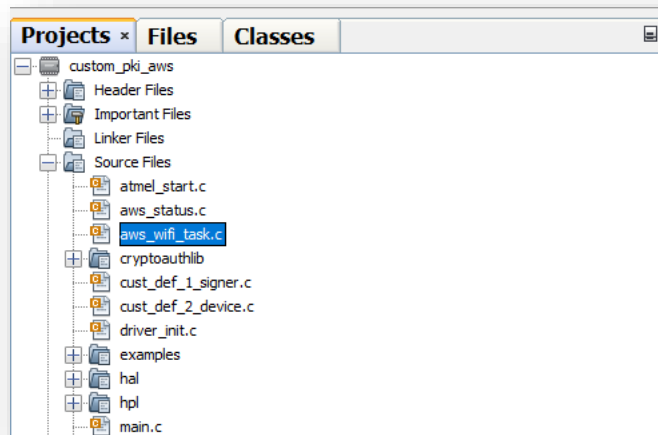 Projects × Files Classes
custom_pki_aws
Header Files
Important Files
Linker Files
Source Files
atmel_start.c
aws_status.c
aws_wifi_task.c
cryptoauthlib
cust_def_1_signer.c
cust_def_2_device.c
driver_init.c
examples
hal
hpl
main.c